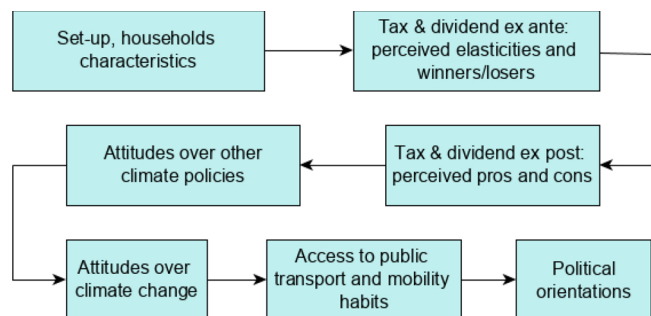 Set-up, households
characteristics
Tax & dividend ex ante:
perceived elasticities and
winners/losers
Attitudes over other
climate policies
Tax & dividend ex post:
perceived pros and cons
Attitudes over
climate change
Access to public
transport and mobility
habits
Political
orientations